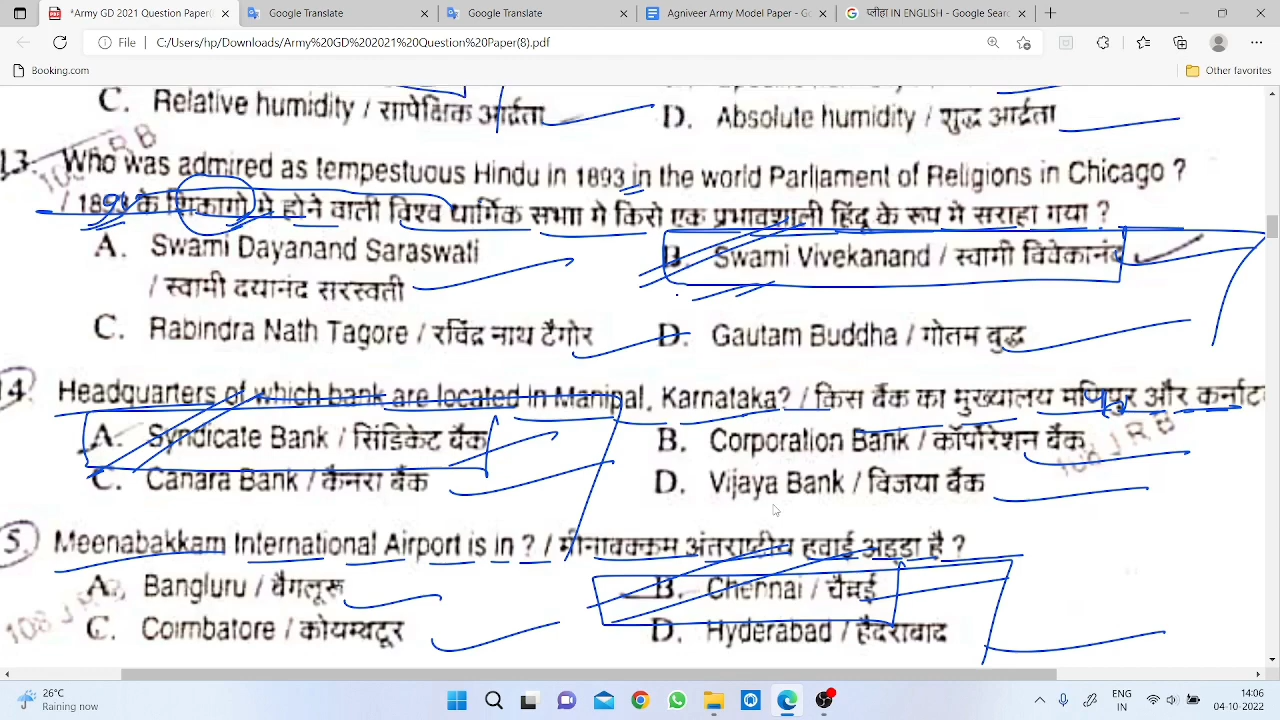 *Army GD 2021 Question Paper(
Google Translate
Google Translate
Agniveer Army Model Paper - Go
प्लीहा IN ENGLISH - Google Searc
File
C:/Users/hp/Downloads/Army%20GD%202021%20Question%20Paper(8).pdf
Booking.com
Other favorites
C. Relative humidity / सापेक्षिक आर्द्रता
D. Absolute humidity / शुद्ध आर्द्रता
13. Who was admired as tempestuous Hindu in 1893 in the world Parliament of Religions in Chicago ?
/ 1893 के शिकागो मे होने वाली विश्व धार्मिक सभा मे किसे एक प्रभावशाली हिंदू के रूप मे सराहा गया ?
A. Swami Dayanand Saraswati
/ स्वामी दयानंद सरस्वती
B. Swami Vivekanand / स्वामी विवेकानंद
C. Rabindra Nath Tagore / रविंद्र नाथ टैगोर
D. Gautam Buddha / गोतम बुद्ध
14. Headquarters of which bank are located in Manipal, Karnataka? / किस बैंक का मुख्यालय मणिपुर और कर्नाट
A. Syndicate Bank / सिंडिकेट बैंक
B. Corporation Bank / कॉर्पोरेशन बैंक
108 J R B
C. Canara Bank / कैनरा बैंक
D. Vijaya Bank / विजया बैंक
5. Meenabakkam International Airport is in ? / मीनावक्कम अंतराष्ट्रीय हवाई अड्डा है ?
A. Bangluru / बैगलूरू
B. Chennai / चैन्नई
108 J R
C. Coimbatore / कोयम्बटूर
D. Hyderabad / हैदराबाद
26°C
Raining now
ENG
IN
14:06
04-10-2022